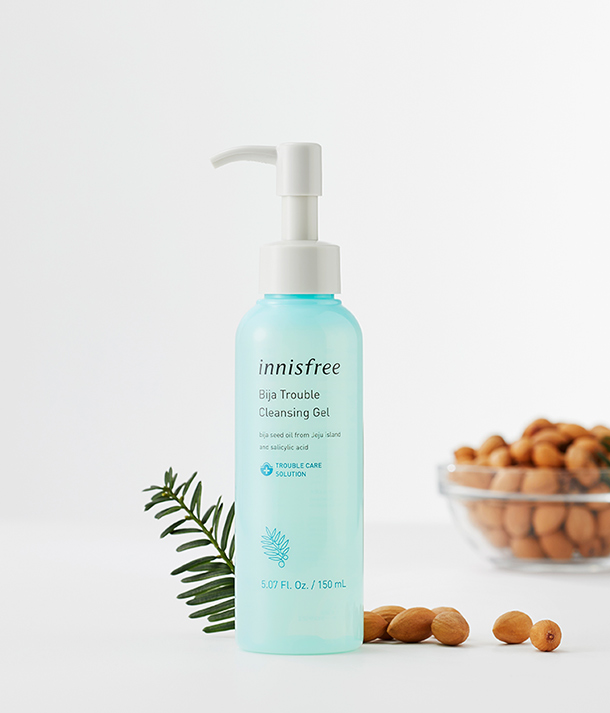 innisfree
Bija Trouble
Cleansing Gel
bija seed oil from Jeju island
and salicylic acid
TROUBLE CARE
SOLUTION
5.07 Fl. Oz. / 150 mL